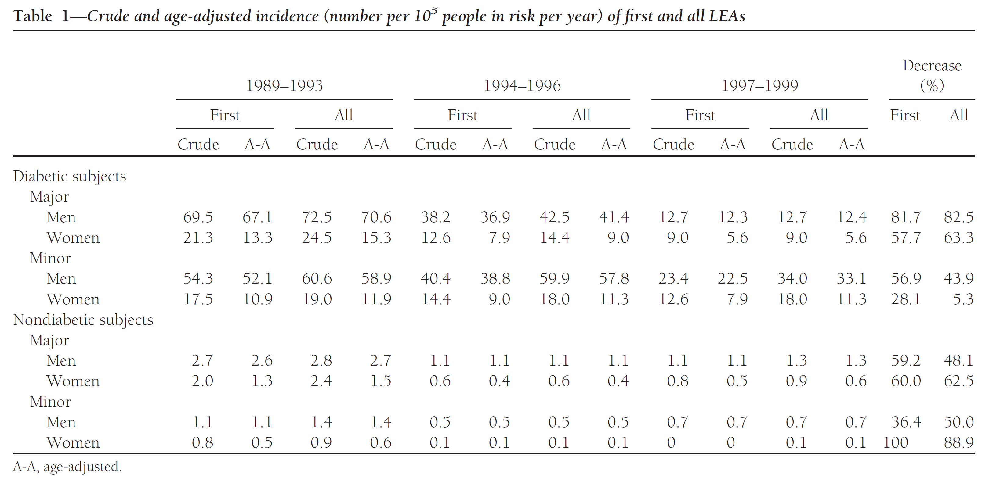 Table 1—Crude and age-adjusted incidence (number per 10⁵ people in risk per year) of first and all LEAs
Decrease
1989–1993 1994–1996 1997–1999 (%)
First All First All First All First All
Crude A-A Crude A-A Crude A-A Crude A-A Crude A-A Crude A-A
Diabetic subjects
Major
Men 69.5 67.1 72.5 70.6 38.2 36.9 42.5 41.4 12.7 12.3 12.7 12.4 81.7 82.5
Women 21.3 13.3 24.5 15.3 12.6 7.9 14.4 9.0 9.0 5.6 9.0 5.6 57.7 63.3
Minor
Men 54.3 52.1 60.6 58.9 40.4 38.8 59.9 57.8 23.4 22.5 34.0 33.1 56.9 43.9
Women 17.5 10.9 19.0 11.9 14.4 9.0 18.0 11.3 12.6 7.9 18.0 11.3 28.1 5.3
Nondiabetic subjects
Major
Men 2.7 2.6 2.8 2.7 1.1 1.1 1.1 1.1 1.1 1.1 1.3 1.3 59.2 48.1
Women 2.0 1.3 2.4 1.5 0.6 0.4 0.6 0.4 0.8 0.5 0.9 0.6 60.0 62.5
Minor
Men 1.1 1.1 1.4 1.4 0.5 0.5 0.5 0.5 0.7 0.7 0.7 0.7 36.4 50.0
Women 0.8 0.5 0.9 0.6 0.1 0.1 0.1 0.1 0 0 0.1 0.1 100 88.9
A-A, age-adjusted.